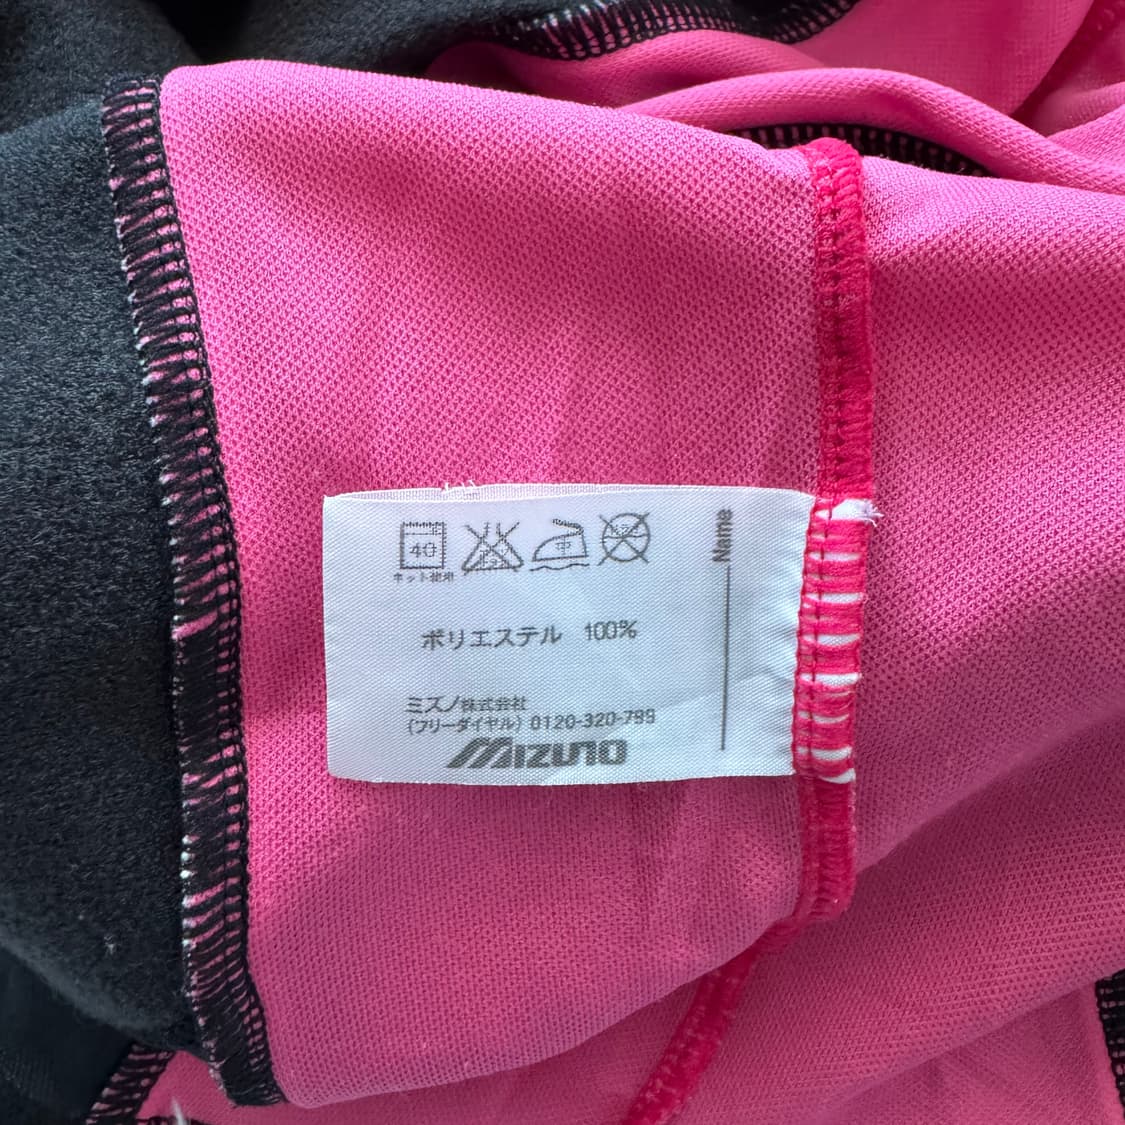 40
ネット使用
中
ポリエステル 100%
ミズノ株式会社
(フリーダイヤル) 0120-320-799
MIZUNO
Name